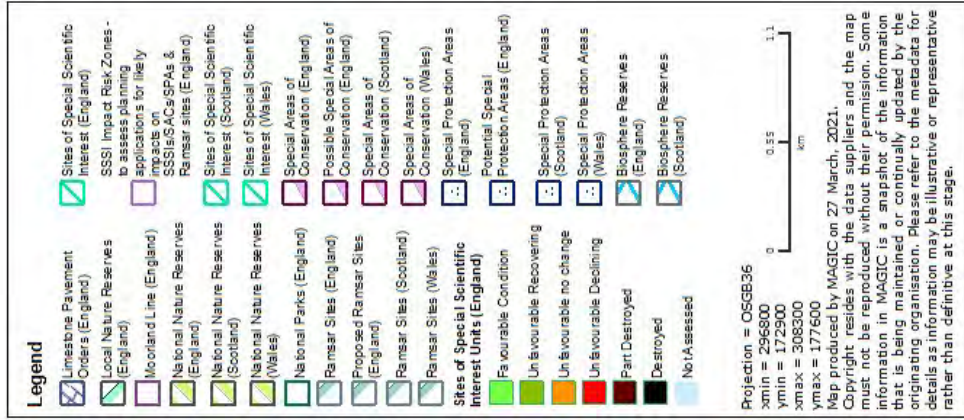 Legend
Limestone Pavement
Orders (England)
Local Nature Reserves
(England)
Moorland Line (England)
National Nature Reserves
(England)
National Nature Reserves
(Scotland)
National Nature Reserves
(Wales)
National Parks (England)
Ramsar Sites (England)
Proposed Ramsar Sites
(England)
Ramsar Sites (Scotland)
Ramsar Sites (Wales)
Sites of Special Scientific
Interest Units (England)
Favourable Condition
Unfavourable Recovering
Unfavourable no change
Unfavourable Declining
Part Destroyed
Destroyed
Not Assessed
Sites of Special Scientific
Interest (England)
SSSI Impact Risk Zones -
to assess planning
applications for likely
impacts on
SSSIs/SACs/SPAs &
Ramsar sites (England)
Sites of Special Scientific
Interest (Scotland)
Sites of Special Scientific
Interest (Wales)
Special Areas of
Conservation (England)
Possible Special Areas of
Conservation (England)
Special Areas of
Conservation (Scotland)
Special Areas of
Conservation (Wales)
Special Protection Areas
(England)
Potential Special
Protection Areas (England)
Special Protection Areas
(Scotland)
Special Protection Areas
(Wales)
Biosphere Reserves
(England)
Biosphere Reserves
(Scotland)
Projection = OSGB36
xmin = 296800
ymin = 172900
xmax = 308300
ymax = 177600
0 0.55 1.1
km
Map produced by MAGIC on 27 March, 2021.
Copyright resides with the data suppliers and the map
must not be reproduced without their permission. Some
information in MAGIC is a snapshot of the information
that is being maintained or continually updated by the
originating organisation. Please refer to the metadata for
details as information may be illustrative or representative
rather than definitive at this stage.